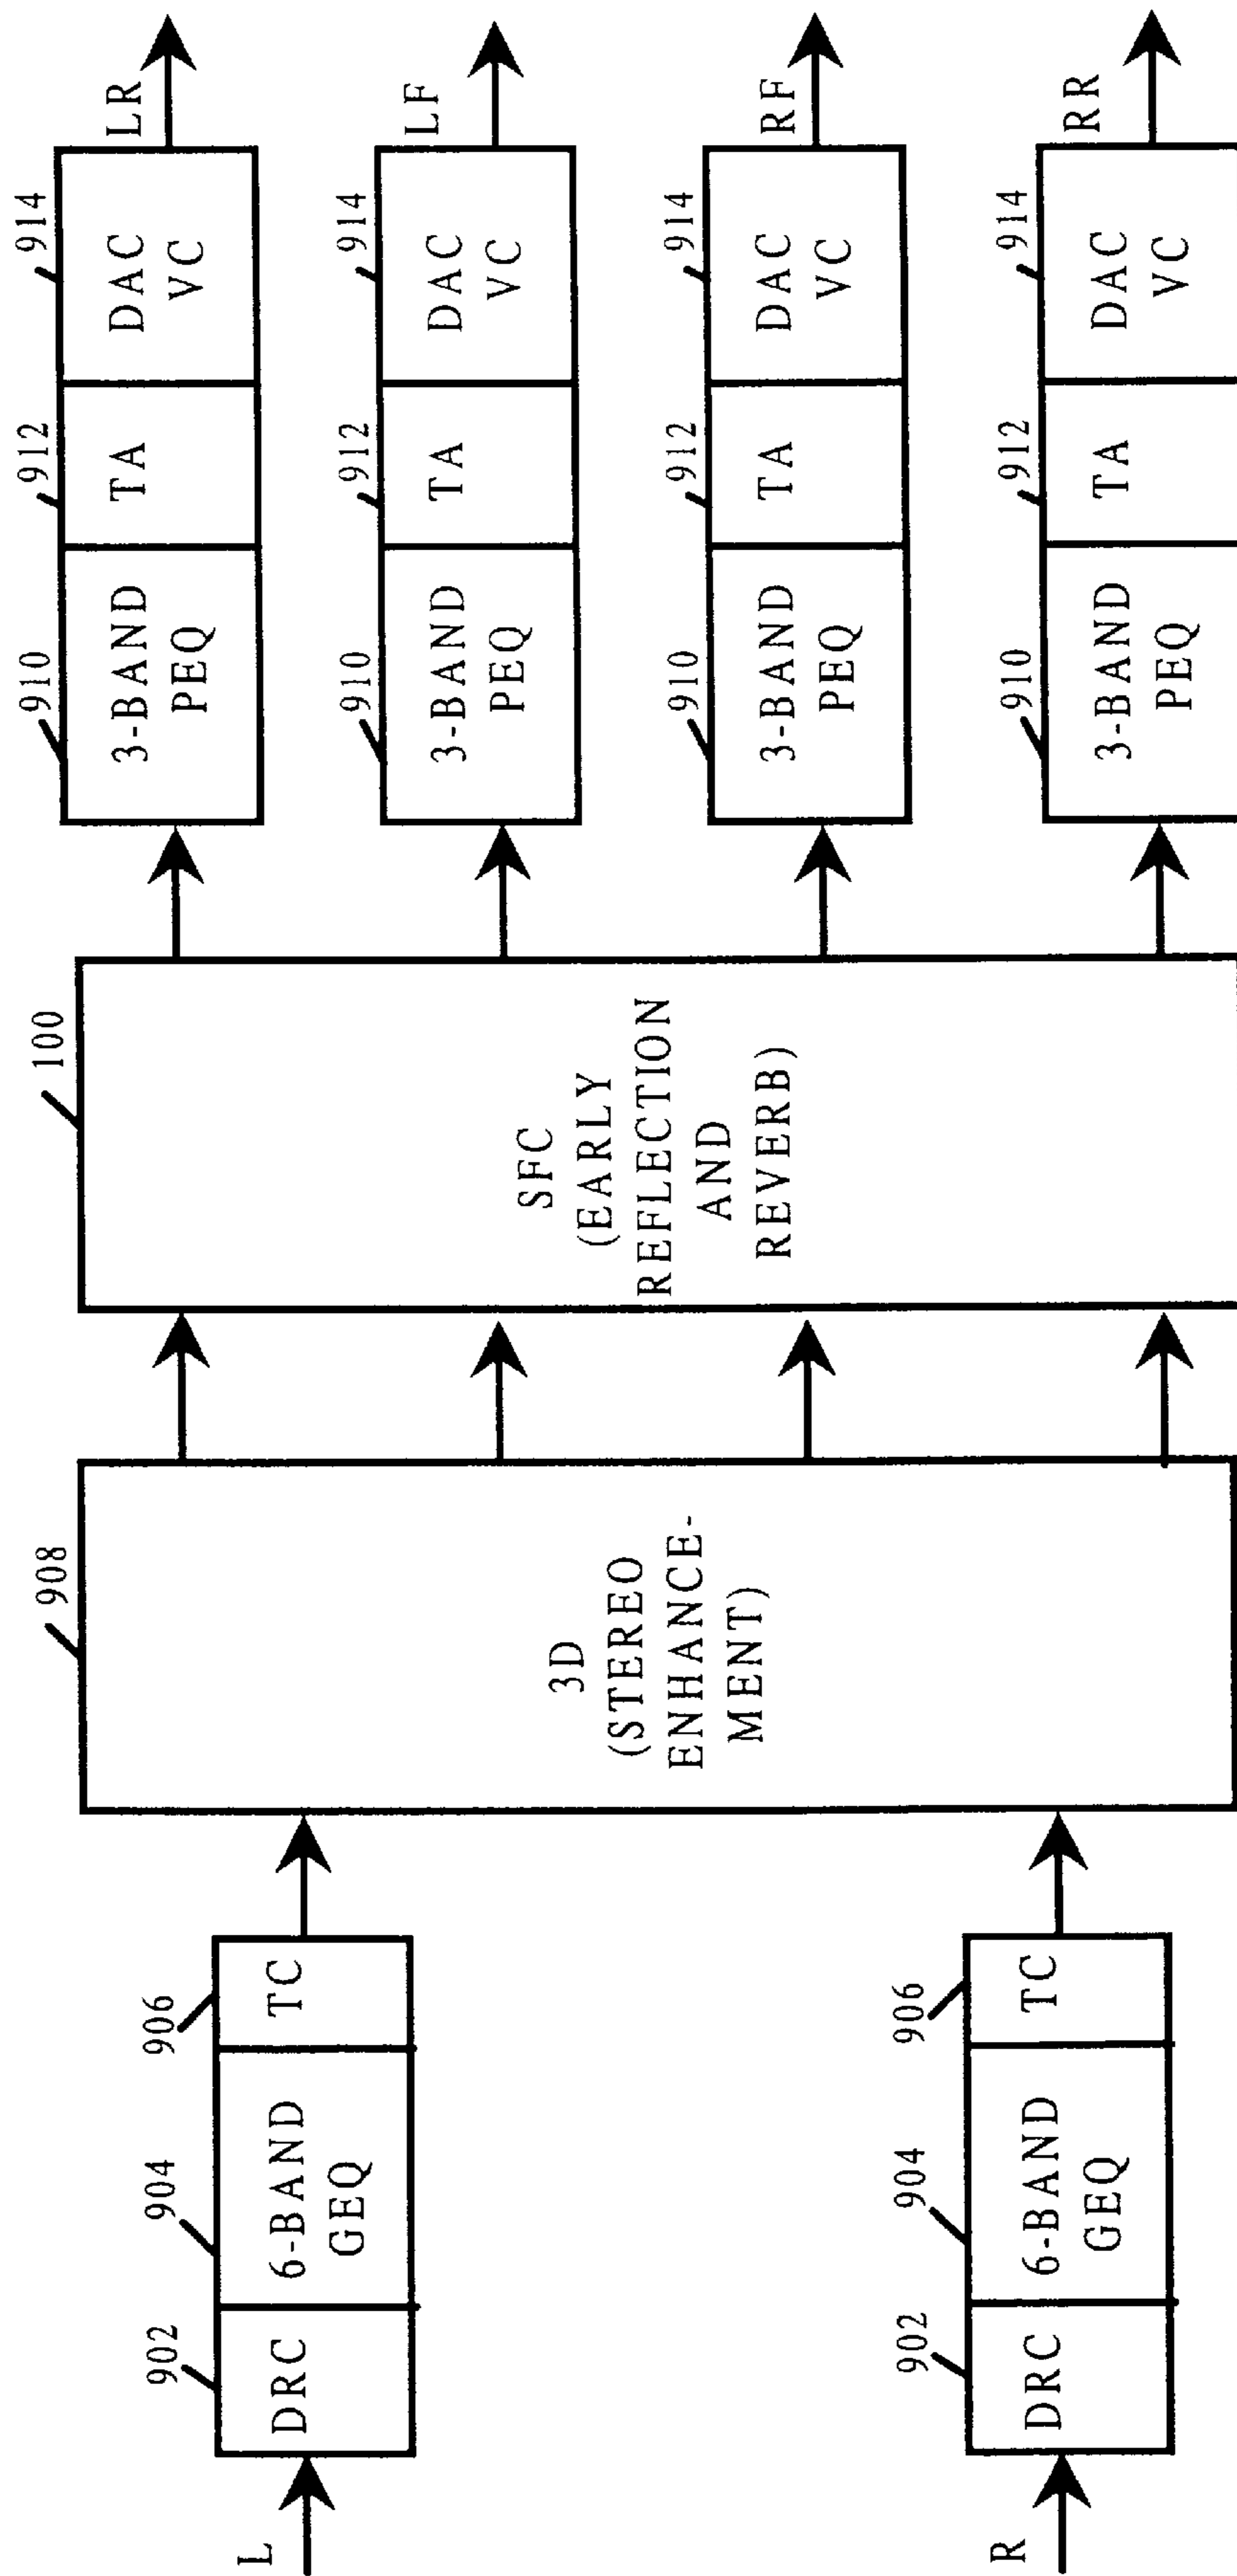 L
902
DRC
904
6-BAND
GEQ
906
TC
R
902
DRC
904
6-BAND
GEQ
906
TC
908
3D
(STEREO
ENHANCE-
MENT)
100
SFC
(EARLY
REFLECTION
AND
REVERB)
910
3-BAND
PEQ
912
TA
914
DAC
VC
LR
910
3-BAND
PEQ
912
TA
914
DAC
VC
LF
910
3-BAND
PEQ
912
TA
914
DAC
VC
RF
910
3-BAND
PEQ
912
TA
914
DAC
VC
RR